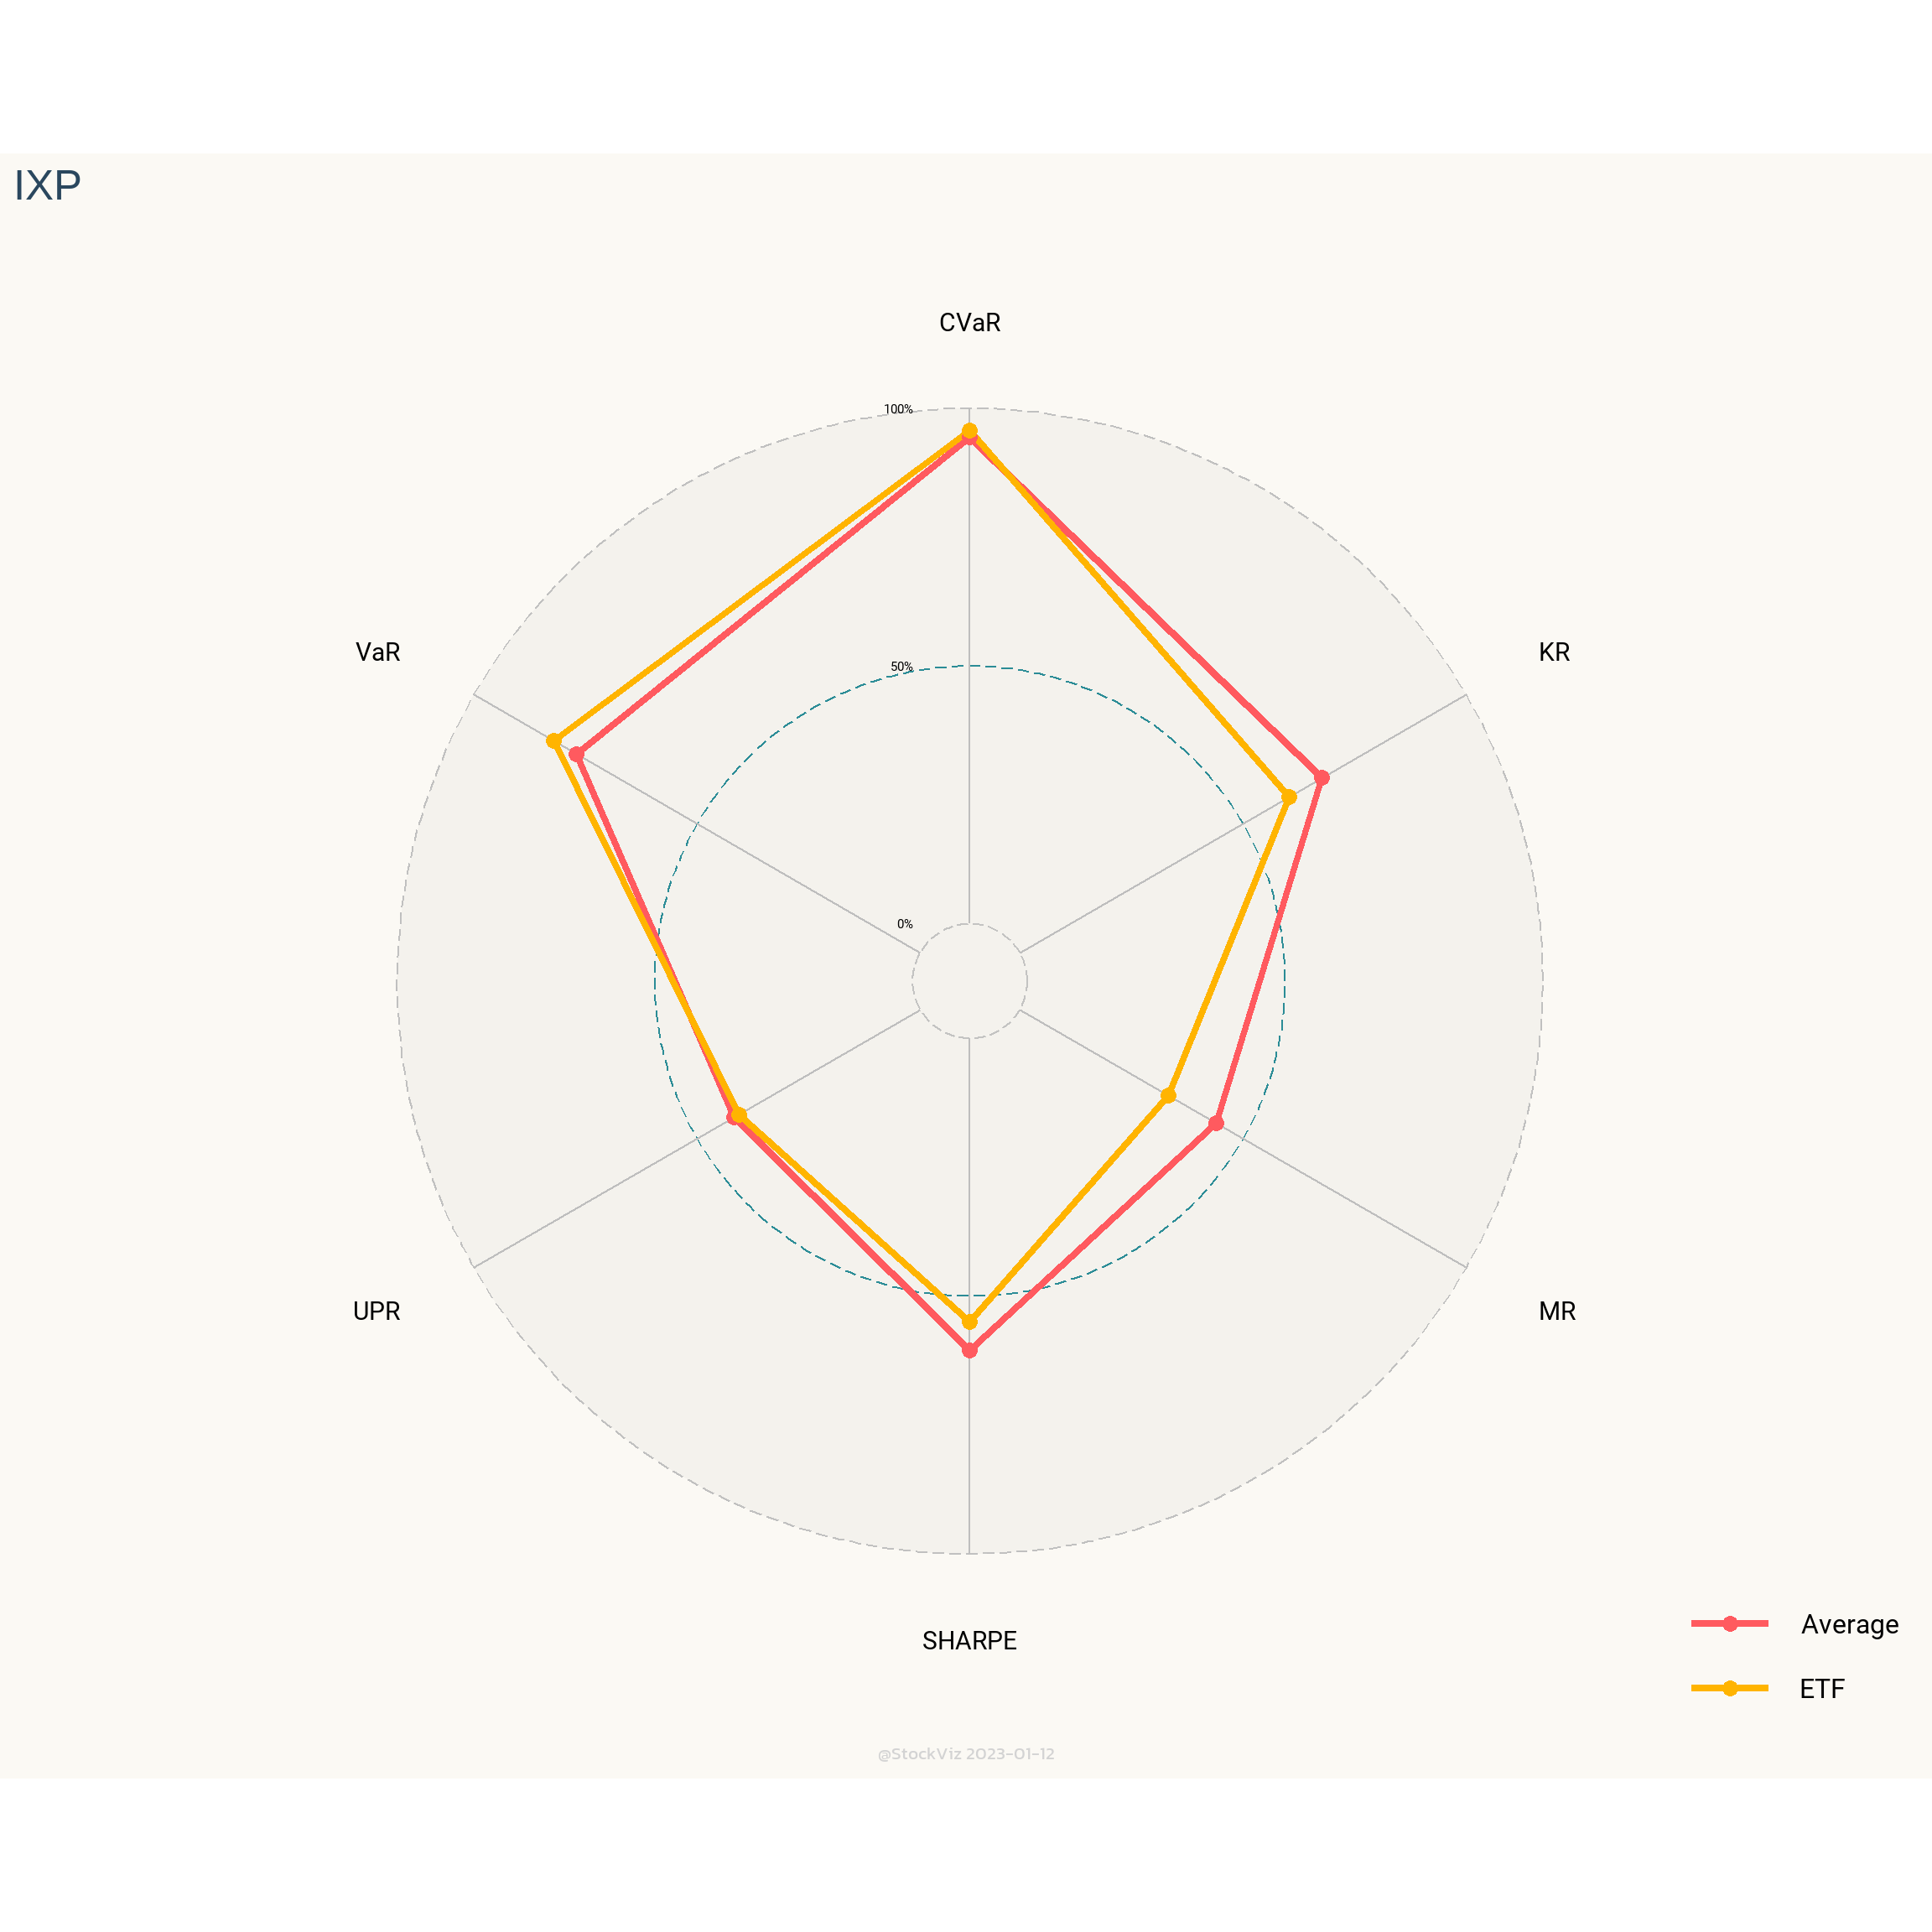 IXP
CVaR
100%
VaR
KR
50%
0%
UPR
MR
SHARPE
Average
ETF
@StockViz 2023-01-12